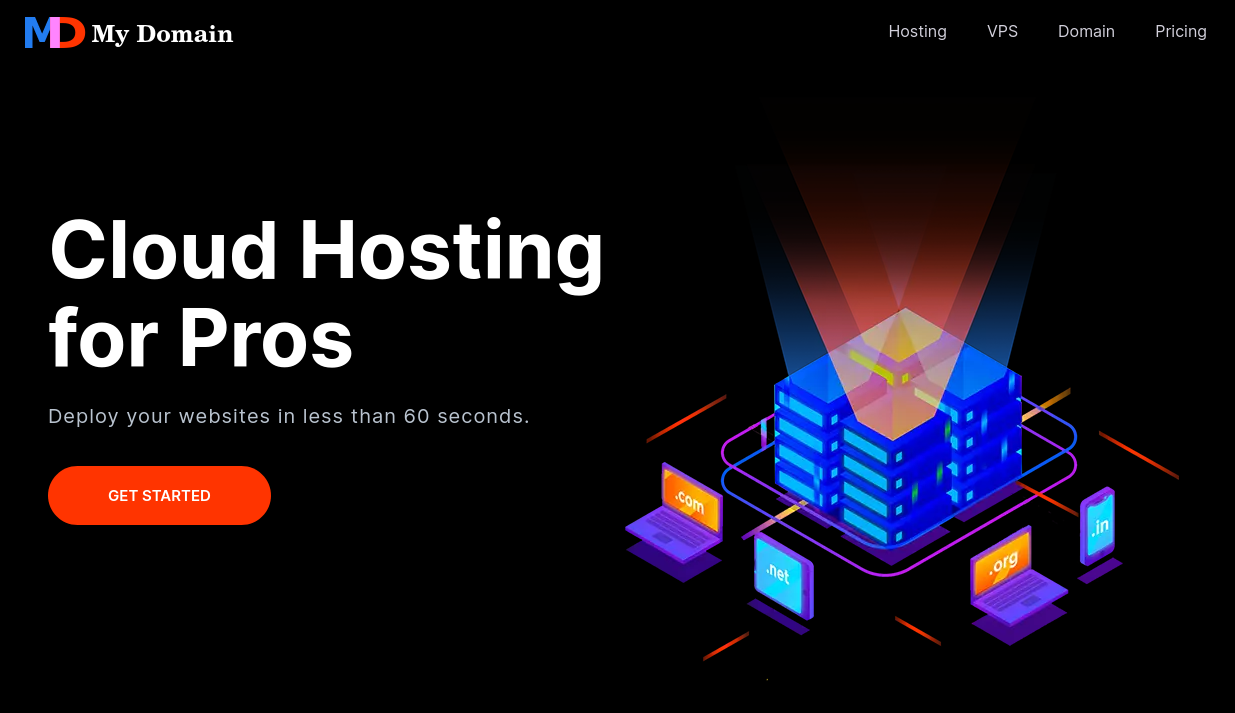 MD My Domain
Hosting
VPS
Domain
Pricing
Cloud Hosting
for Pros
Deploy your websites in less than 60 seconds.
GET STARTED
.com
.net
.org
.in